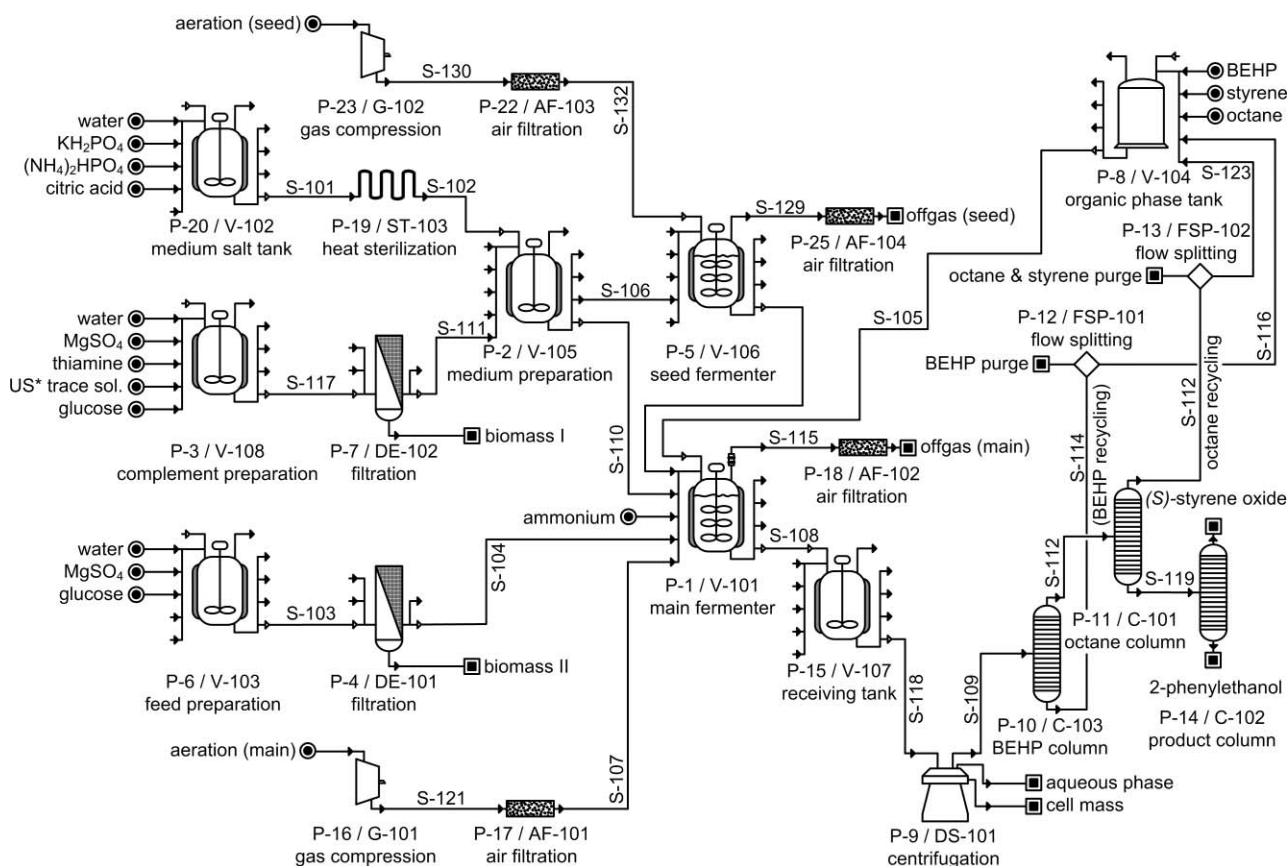 aeration (seed)
S-130
P-23 / G-102
gas compression
P-22 / AF-103
air filtration
S-132
water
KH₂PO₄
(NH₄)₂HPO₄
citric acid
S-101
S-102
P-20 / V-102
medium salt tank
P-19 / ST-103
heat sterilization
S-129
offgas (seed)
P-25 / AF-104
air filtration
BEHP
styrene
octane
S-123
P-8 / V-104
organic phase tank
P-13 / FSP-102
flow splitting
octane & styrene purge
S-106
S-105
P-12 / FSP-101
flow splitting
BEHP purge
S-116
S-112
octane recycling
S-114
(BEHP recycling)
water
MgSO₄
thiamine
US* trace sol.
glucose
S-117
S-111
P-2 / V-105
medium preparation
P-5 / V-106
seed fermenter
P-3 / V-108
complement preparation
P-7 / DE-102
filtration
biomass I
S-110
S-115
offgas (main)
P-18 / AF-102
air filtration
ammonium
S-104
S-108
P-1 / V-101
main fermenter
(S)-styrene oxide
S-112
S-119
P-11 / C-101
octane column
water
MgSO₄
glucose
S-103
P-6 / V-103
feed preparation
P-4 / DE-101
filtration
biomass II
P-15 / V-107
receiving tank
S-118
S-109
P-10 / C-103
BEHP column
2-phenylethanol
P-14 / C-102
product column
aeration (main)
S-121
S-107
P-16 / G-101
gas compression
P-17 / AF-101
air filtration
aqueous phase
cell mass
P-9 / DS-101
centrifugation